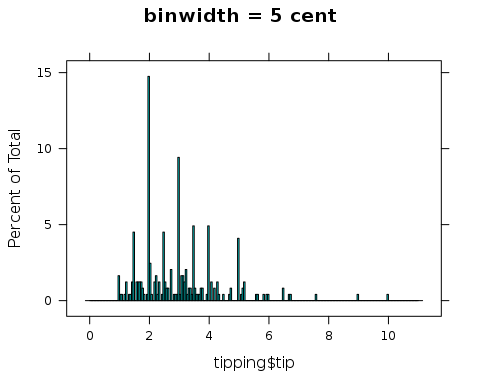 binwidth = 5 cent
15
10
5
0
Percent of Total
0 2 4 6 8 10
tipping$tip